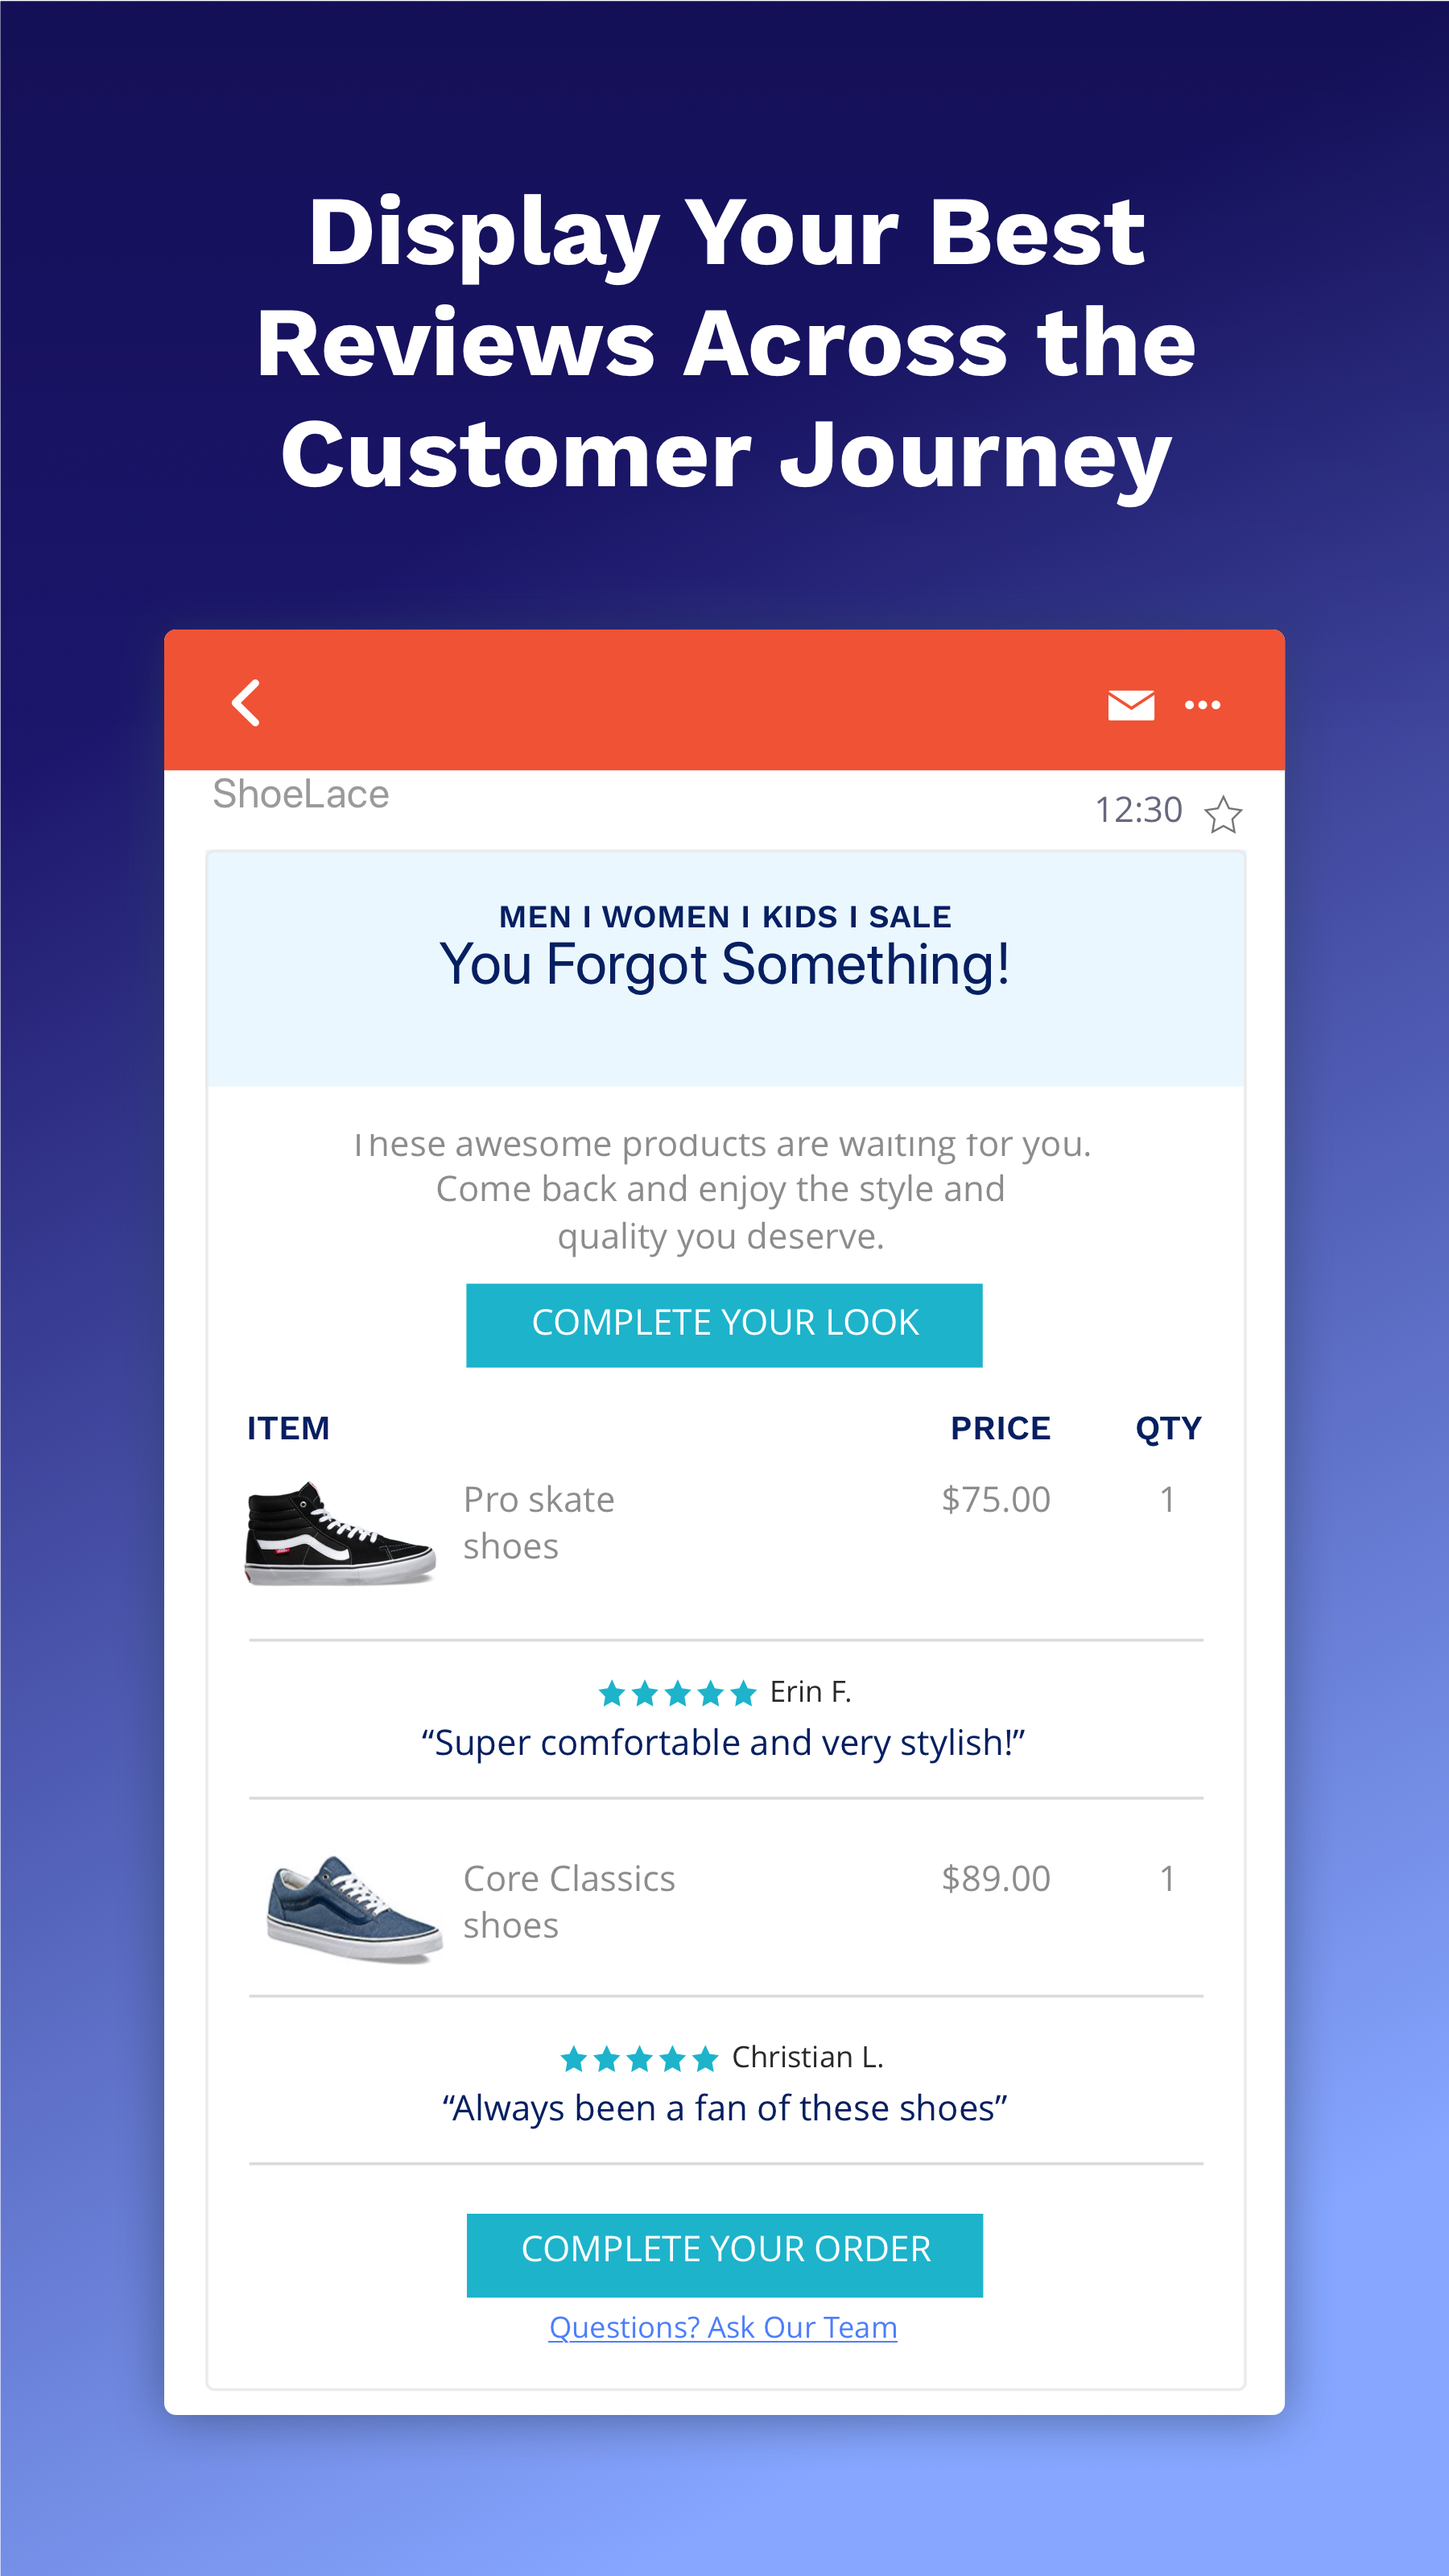 Display Your Best
Reviews Across the
Customer Journey
ShoeLace
12:30
MEN I WOMEN I KIDS I SALE
You Forgot Something!
These awesome products are waiting for you.
Come back and enjoy the style and
quality you deserve.
COMPLETE YOUR LOOK
ITEM PRICE QTY
Pro skate $75.00 1
shoes
Erin F.
“Super comfortable and very stylish!”
Core Classics $89.00 1
shoes
Christian L.
“Always been a fan of these shoes”
COMPLETE YOUR ORDER
Questions? Ask Our Team